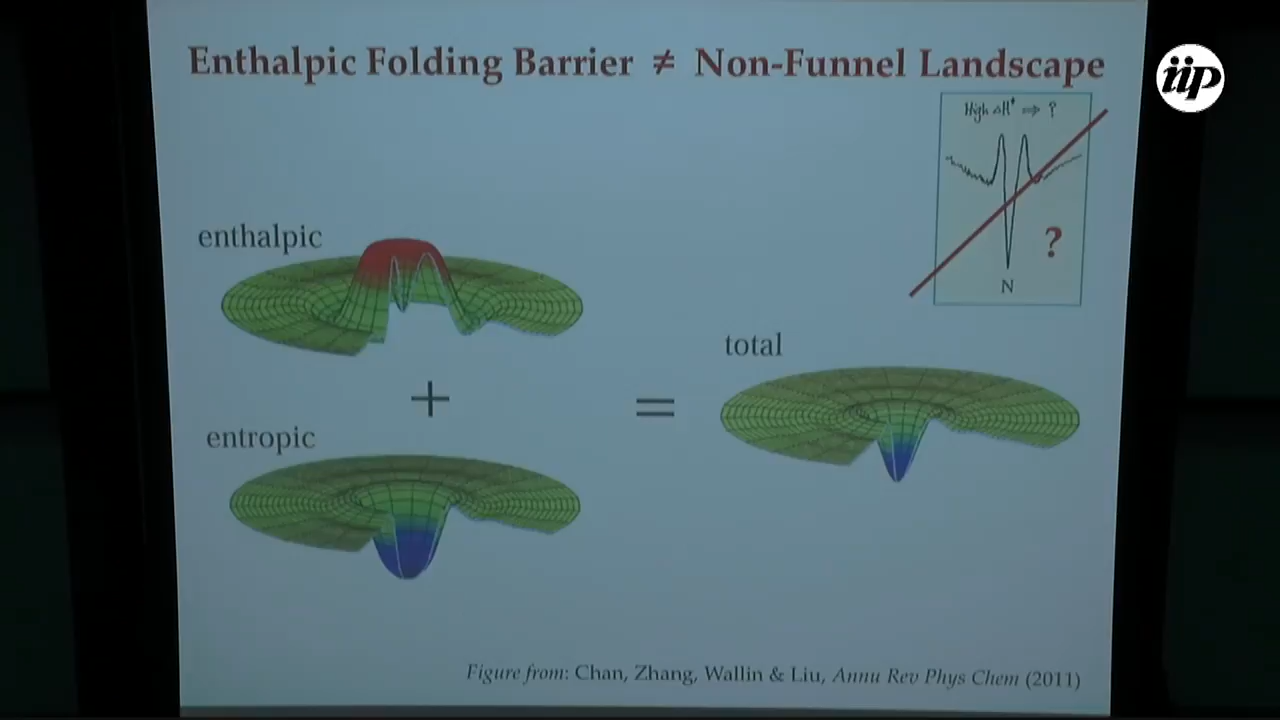 Enthalpic Folding Barrier ≠ Non-Funnel Landscape
iip
High ΔH‡ ⇒ ?
?
N
enthalpic
+
entropic
=
total
Figure from: Chan, Zhang, Wallin & Liu, Annu Rev Phys Chem (2011)